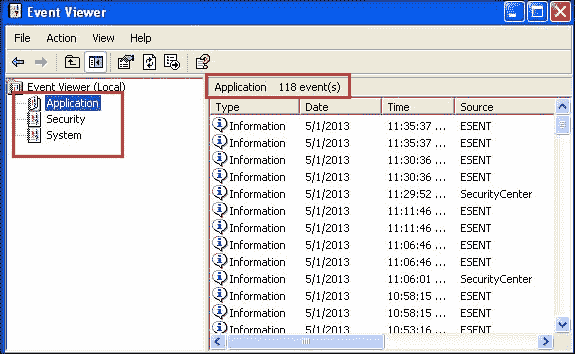 Event Viewer
File Action View Help
Event Viewer (Local)
Application
Security
System
Application 118 event(s)
Type Date Time Source
Information 5/1/2013 11:35:37 ... ESENT
Information 5/1/2013 11:35:37 ... ESENT
Information 5/1/2013 11:30:36 ... ESENT
Information 5/1/2013 11:30:36 ... ESENT
Information 5/1/2013 11:29:52 ... SecurityCenter
Information 5/1/2013 11:11:46 ... ESENT
Information 5/1/2013 11:11:46 ... ESENT
Information 5/1/2013 11:06:46 ... ESENT
Information 5/1/2013 11:06:46 ... ESENT
Information 5/1/2013 11:06:01 ... SecurityCenter
Information 5/1/2013 10:58:15 ... ESENT
Information 5/1/2013 10:58:15 ... ESENT
Information 5/1/2013 10:53:16 ... ESENT